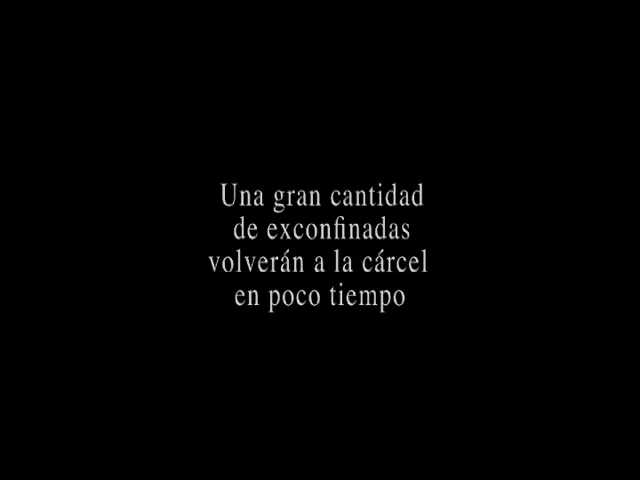 Una gran cantidad
de exconfinadas
volverán a la cárcel
en poco tiempo